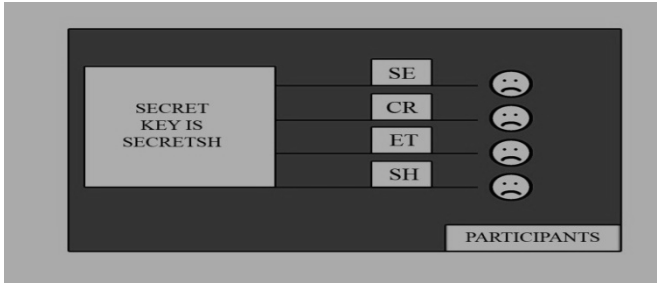 SECRET
KEY IS
SECRETSH
SE
CR
ET
SH
PARTICIPANTS